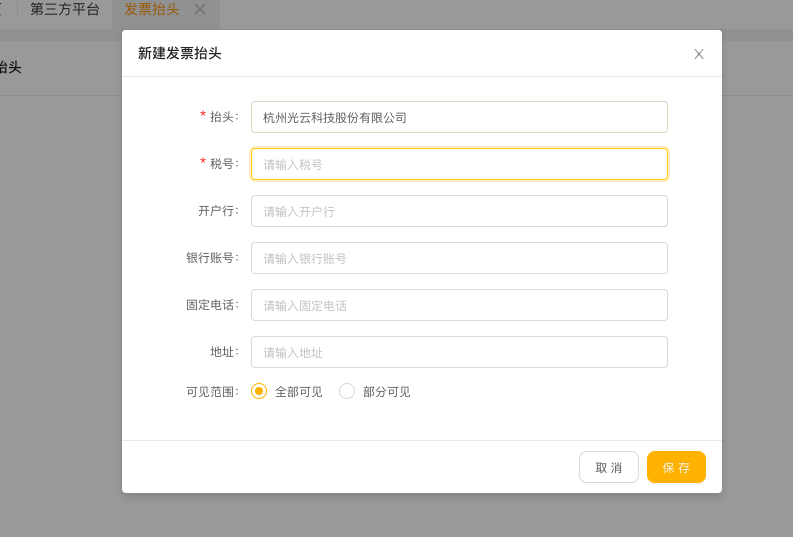 第三方平台 发票抬头
抬头
新建发票抬头
* 抬头: 杭州光云科技股份有限公司
* 税号: 请输入税号
开户行: 请输入开户行
银行账号: 请输入银行账号
固定电话: 请输入固定电话
地址: 请输入地址
可见范围: 全部可见 部分可见
取 消 保 存